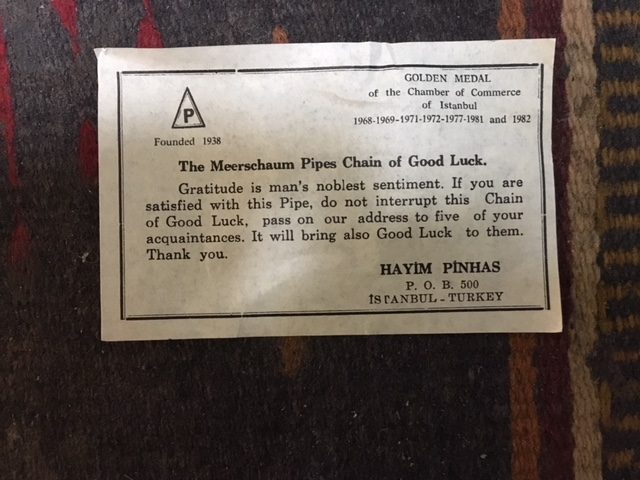 P
Founded 1938
GOLDEN MEDAL
of the Chamber of Commerce
of Istanbul
1968-1969-1971-1972-1977-1981 and 1982
The Meerschaum Pipes Chain of Good Luck.
Gratitude is man's noblest sentiment. If you are
satisfied with this Pipe, do not interrupt this Chain
of Good Luck, pass on our address to five of your
acquaintances. It will bring also Good Luck to them.
Thank you.
HAYİM PİNHAS
P. O. B. 500
İSTANBUL - TURKEY